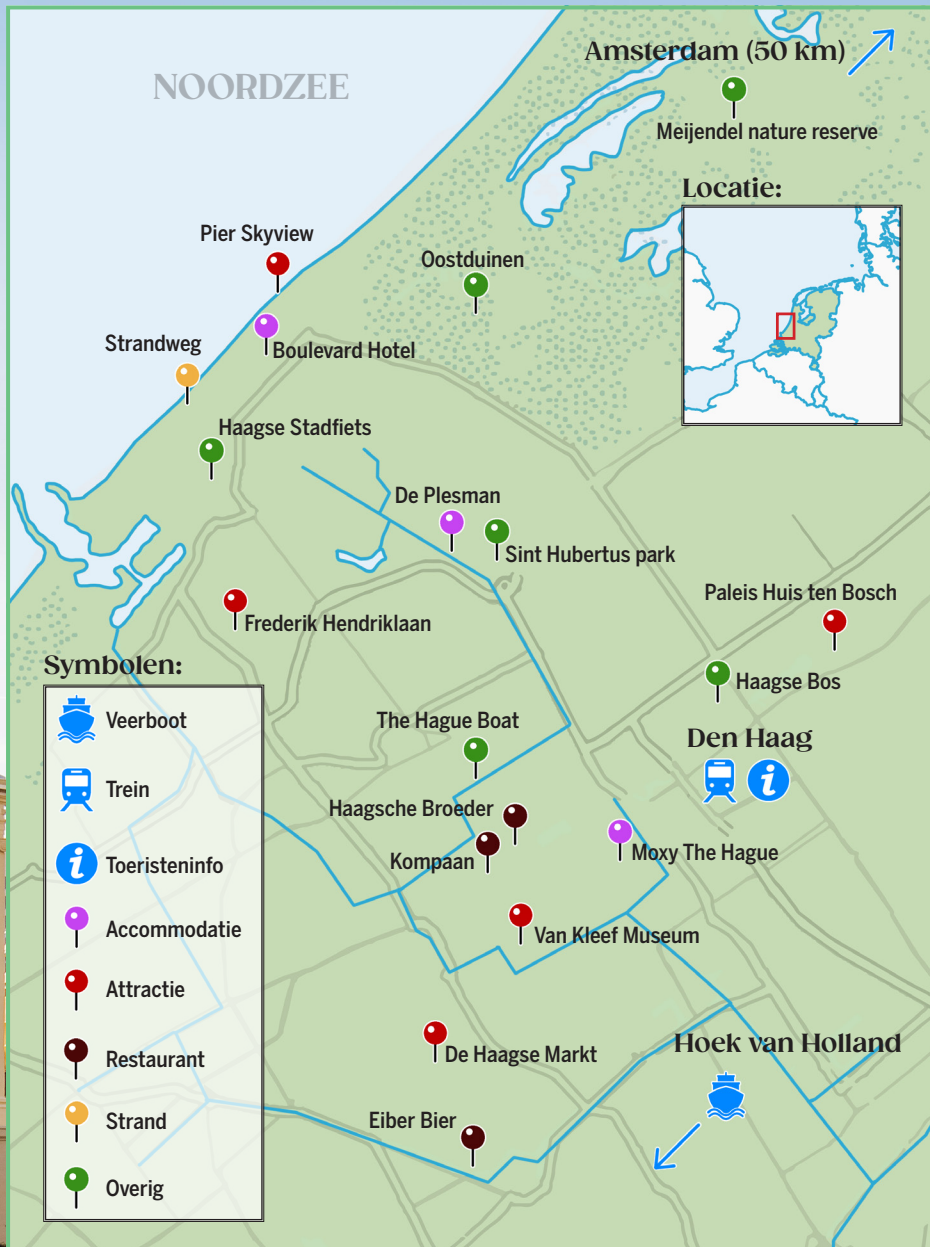 Amsterdam (50 km)
NOORDZEE
Meijendel nature reserve
Locatie:
Pier Skyview
Oostduinen
Strandweg
Boulevard Hotel
Haagse Stadfiets
De Plesman
Sint Hubertus park
Paleis Huis ten Bosch
Frederik Hendriklaan
Haagse Bos
Symbolen:
Veerboot
Trein
Toeristeninfo
Accommodatie
Attractie
Restaurant
Strand
Overig
The Hague Boat
Den Haag
i
Haagsche Broeder
Kompaan
Moxy The Hague
Van Kleef Museum
De Haagse Markt
Hoek van Holland
Eiber Bier
i